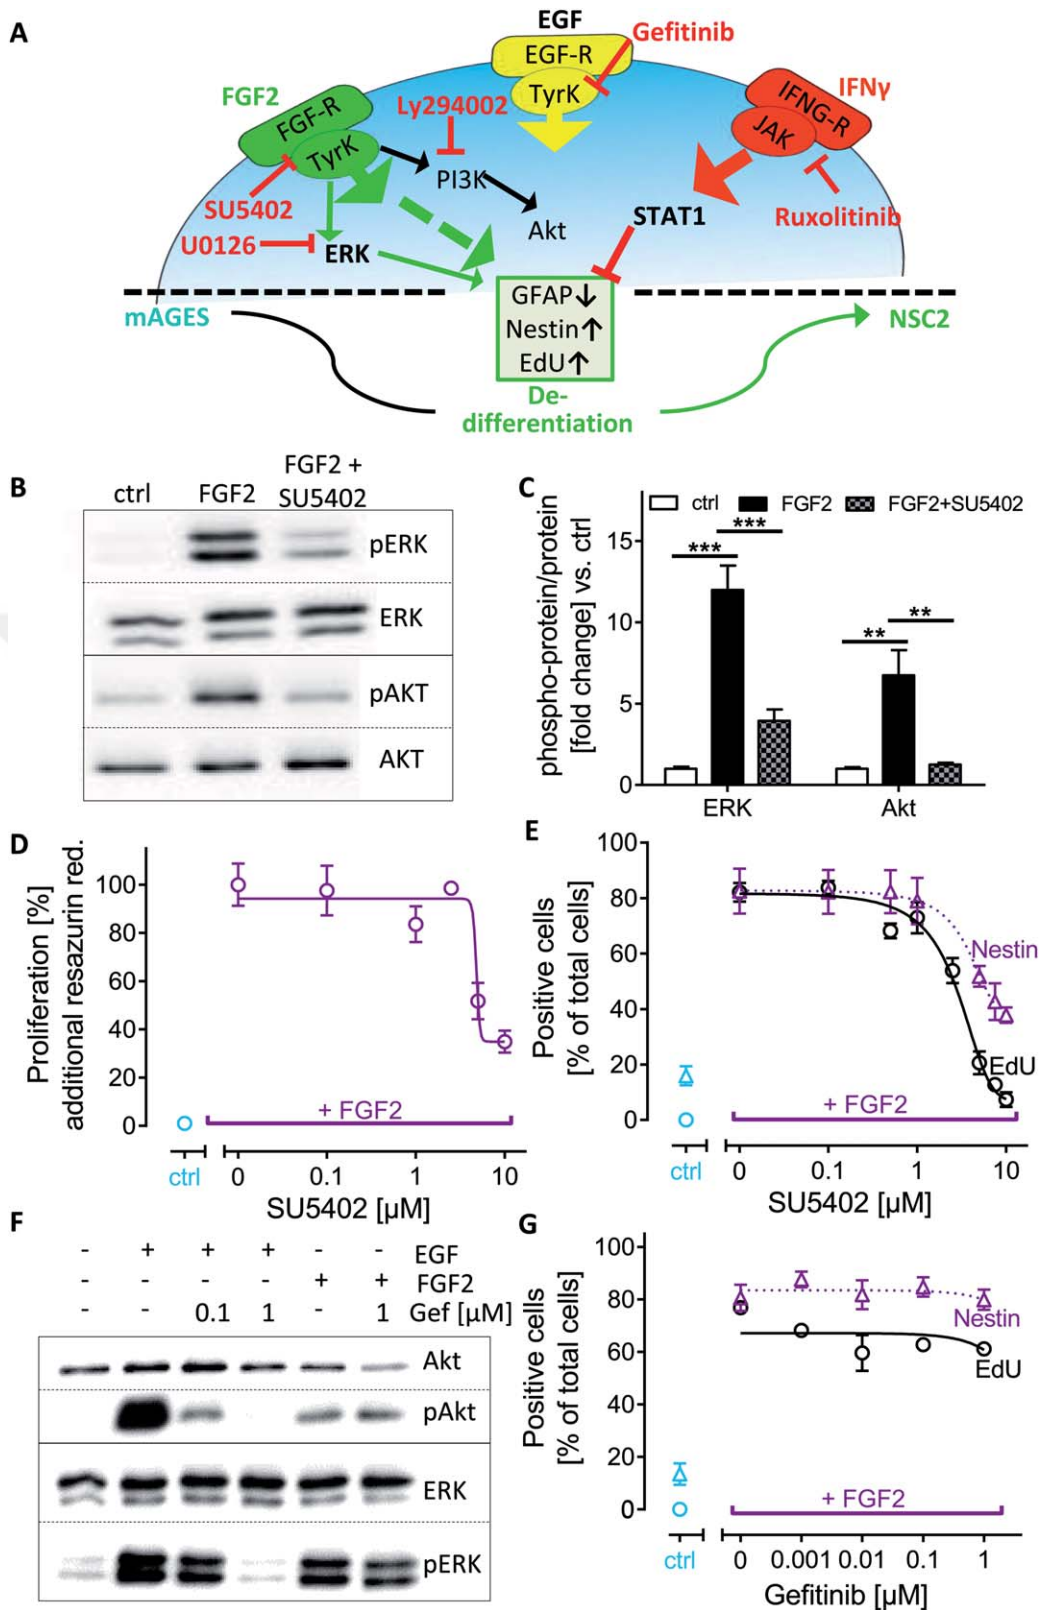 A
EGF
Gefitinib
EGF-R
TyrK
FGF2
FGF-R
TyrK
Ly294002
IFNγ
IFNG-R
JAK
PI3K
SU5402
STAT1
Ruxolitinib
U0126
ERK
Akt
mAGES
GFAP↓
Nestin↑
EdU↑
NSC2
De-
differentiation
B
ctrl FGF2 FGF2 +
SU5402
pERK
ERK
pAKT
AKT
C
ctrl FGF2 FGF2+SU5402
phospho-protein/protein
[fold change] vs. ctrl
15
10
5
0
*** ***
** **
ERK Akt
D
Proliferation [%]
additional resazurin red.
100
80
60
40
20
0
+ FGF2
ctrl 0 0.1 1 10
SU5402 [µM]
E
Positive cells
[% of total cells]
100
80
60
40
20
0
Nestin
EdU
+ FGF2
ctrl 0 0.1 1 10
SU5402 [µM]
F
- + + + - - EGF
- - - - + + FGF2
- - 0.1 1 - 1 Gef [µM]
Akt
pAkt
ERK
pERK
G
Positive cells
[% of total cells]
100
80
60
40
20
0
Nestin
EdU
+ FGF2
ctrl 0 0.001 0.01 0.1 1
Gefitinib [µM]